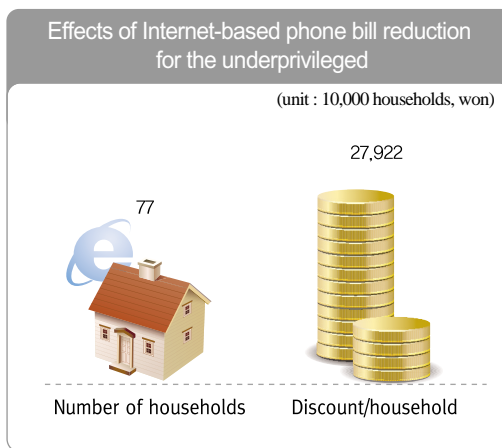 Effects of Internet-based phone bill reduction
for the underprivileged
(unit : 10,000 households, won)
27,922
77
Number of households
Discount/household